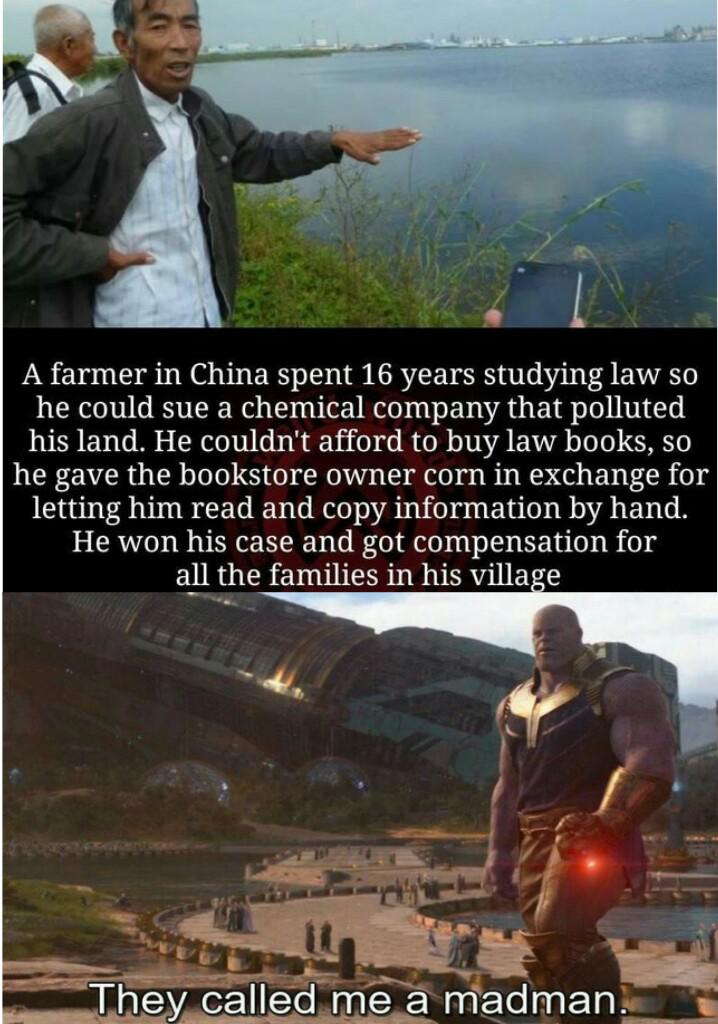 A farmer in China spent 16 years studying law so
he could sue a chemical company that polluted
his land. He couldn't afford to buy law books, so
he gave the bookstore owner corn in exchange for
letting him read and copy information by hand.
He won his case and got compensation for
all the families in his village
They called me a madman.